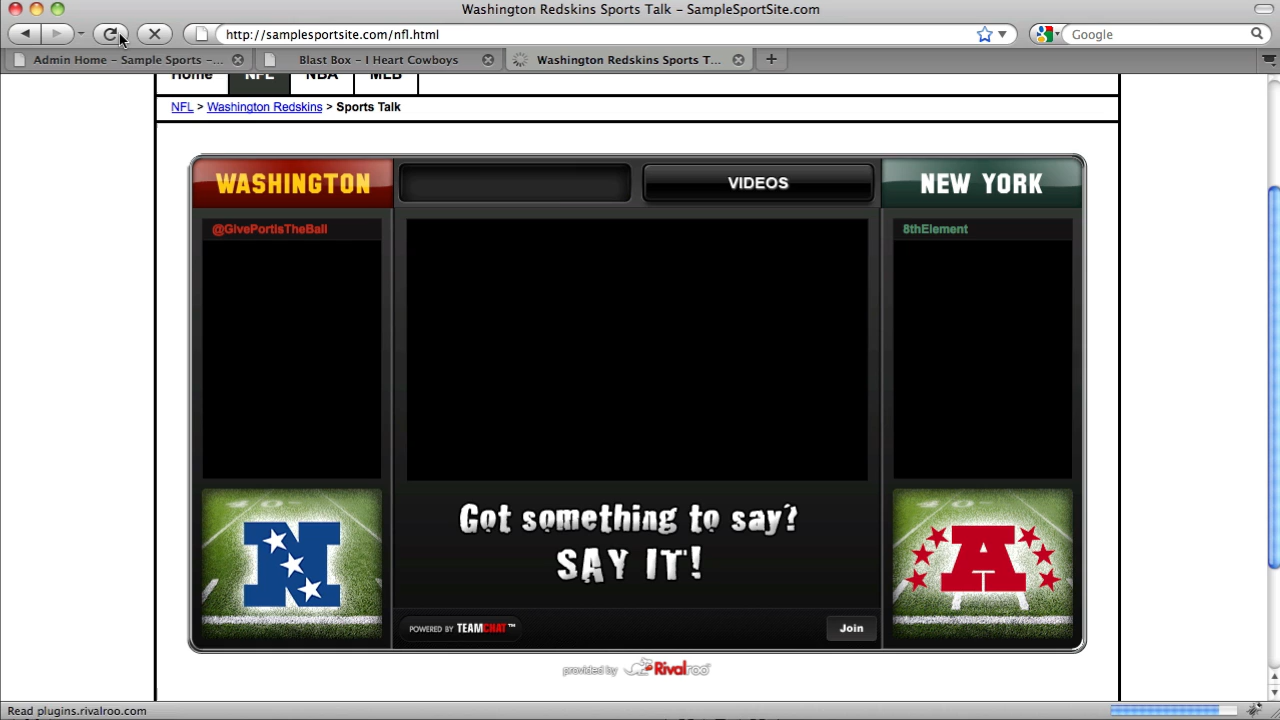 Washington Redskins Sports Talk – SampleSportSite.com
http://samplesportsite.com/nfl.html
Google
Admin Home – Sample Sports –...
Blast Box – I Heart Cowboys
Washington Redskins Sports T...
Home NFL NBA MLB
NFL > Washington Redskins > Sports Talk
WASHINGTON
VIDEOS
NEW YORK
@GivePortIsTheBall
8thElement
Got something to say?
SAY IT!
N
A
POWERED BY TEAMCHAT™
Join
provided by Rivalroo
Read plugins.rivalroo.com